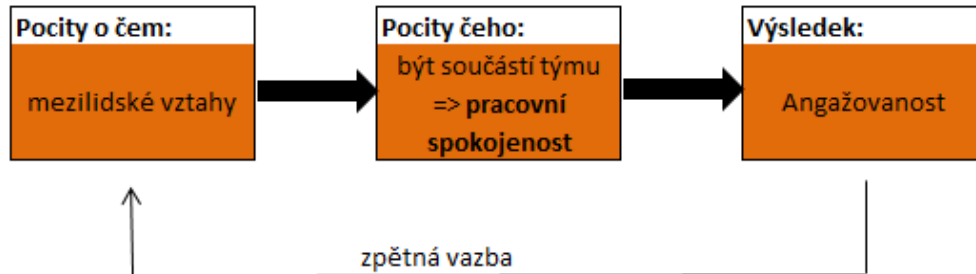 Pocity o čem:
mezilidské vztahy
Pocity čeho:
být součástí týmu
=> pracovní
spokojenost
Výsledek:
Angažovanost
zpětná vazba